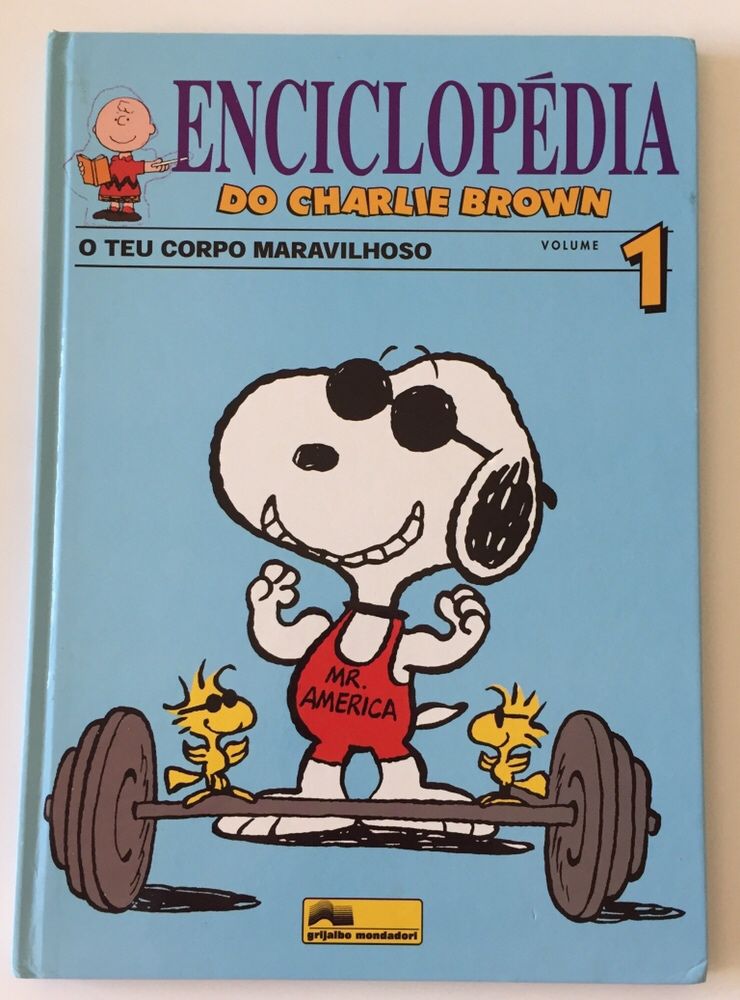 ENCICLOPÉDIA
DO CHARLIE BROWN
O TEU CORPO MARAVILHOSO
VOLUME 1
MR.
AMERICA
grijalbo mondadori